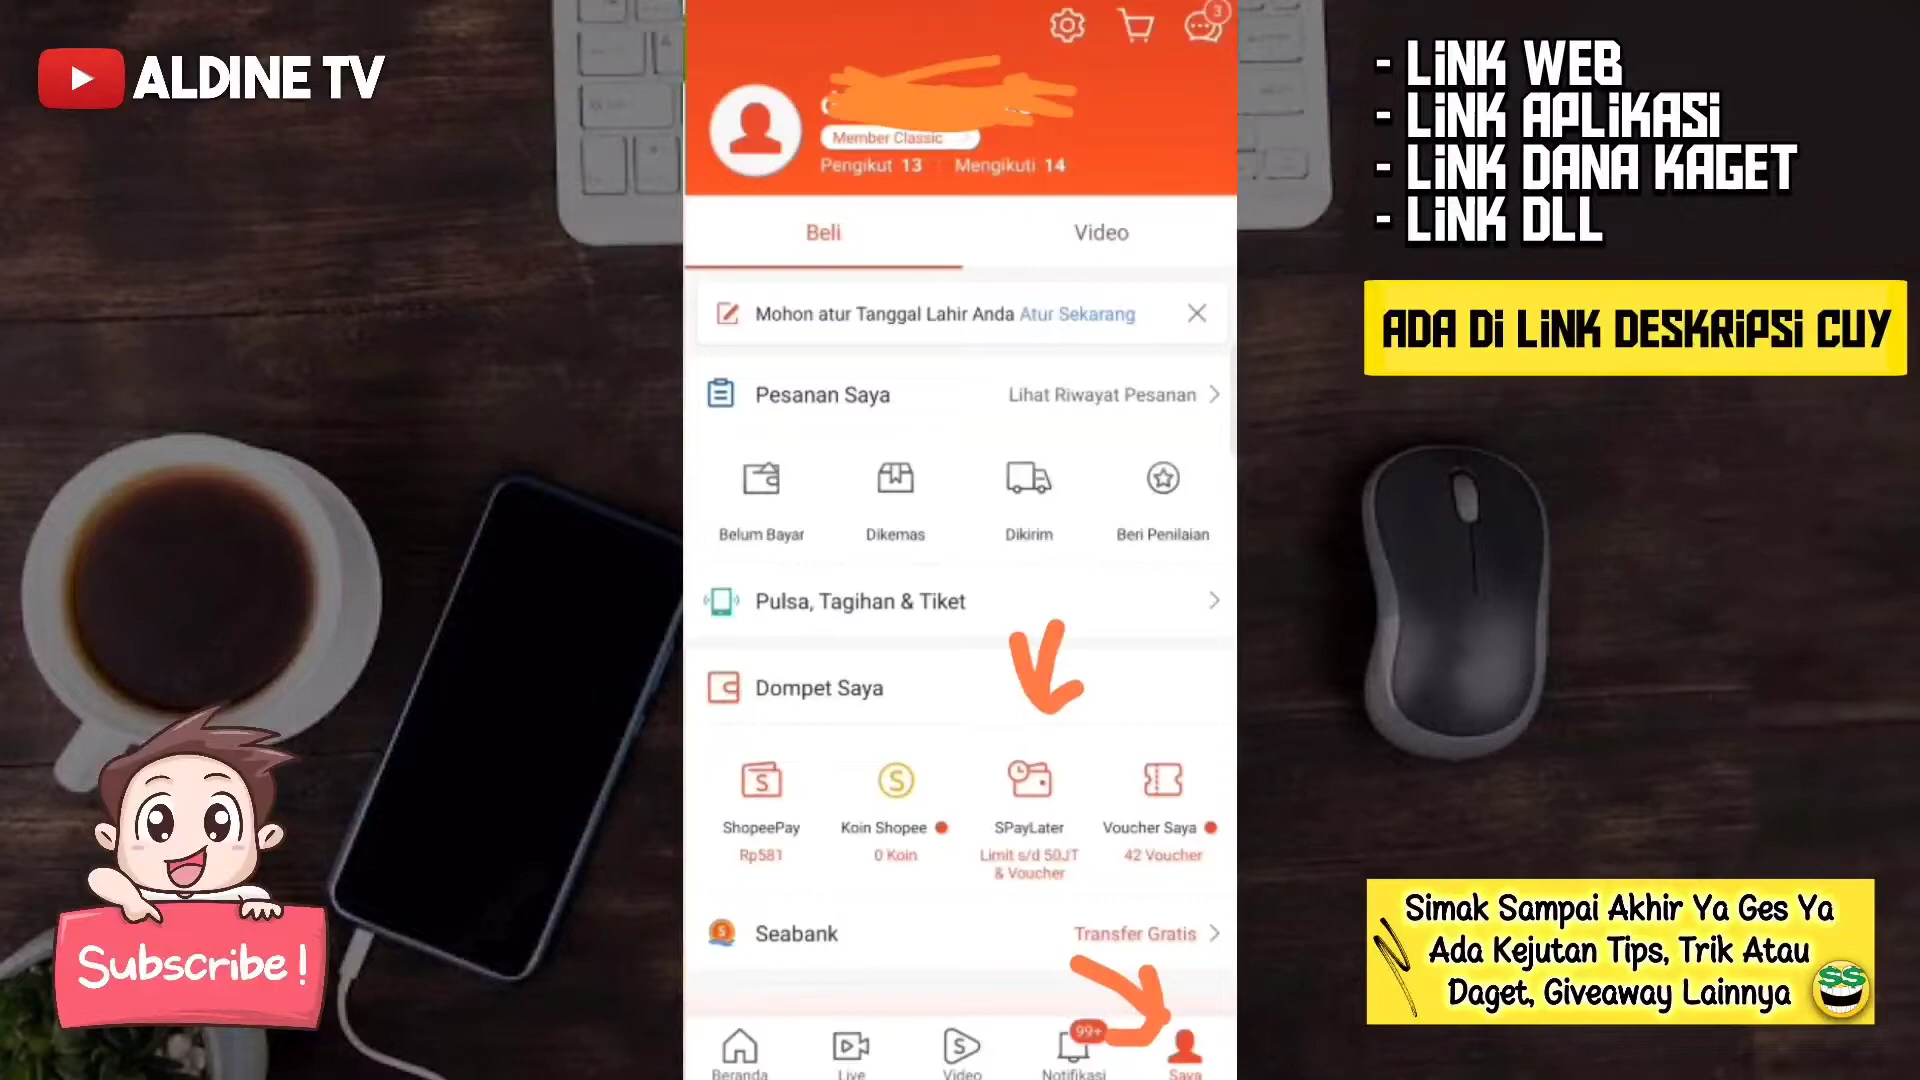 ALDINE TV
3
Member Classic
Pengikut 13
Mengikuti 14
Beli
Video
Mohon atur Tanggal Lahir Anda Atur Sekarang
Pesanan Saya
Lihat Riwayat Pesanan
Belum Bayar
Dikemas
Dikirim
Beri Penilaian
Pulsa, Tagihan & Tiket
Dompet Saya
ShopeePay
Rp581
Koin Shopee
0 Koin
SPayLater
Limit s/d 50JT
& Voucher
Voucher Saya
42 Voucher
Seabank
Transfer Gratis
99+
Beranda
Live
Video
Notifikasi
Saya
- LiNK WEB
- LiNK APLiKASi
- LiNK DANA KAGET
- LiNK DLL
ADA Di LiNK DESKRiPSi CUY
Simak Sampai Akhir Ya Ges Ya
Ada Kejutan Tips, Trik Atau
Daget, Giveaway Lainnya
Subscribe!